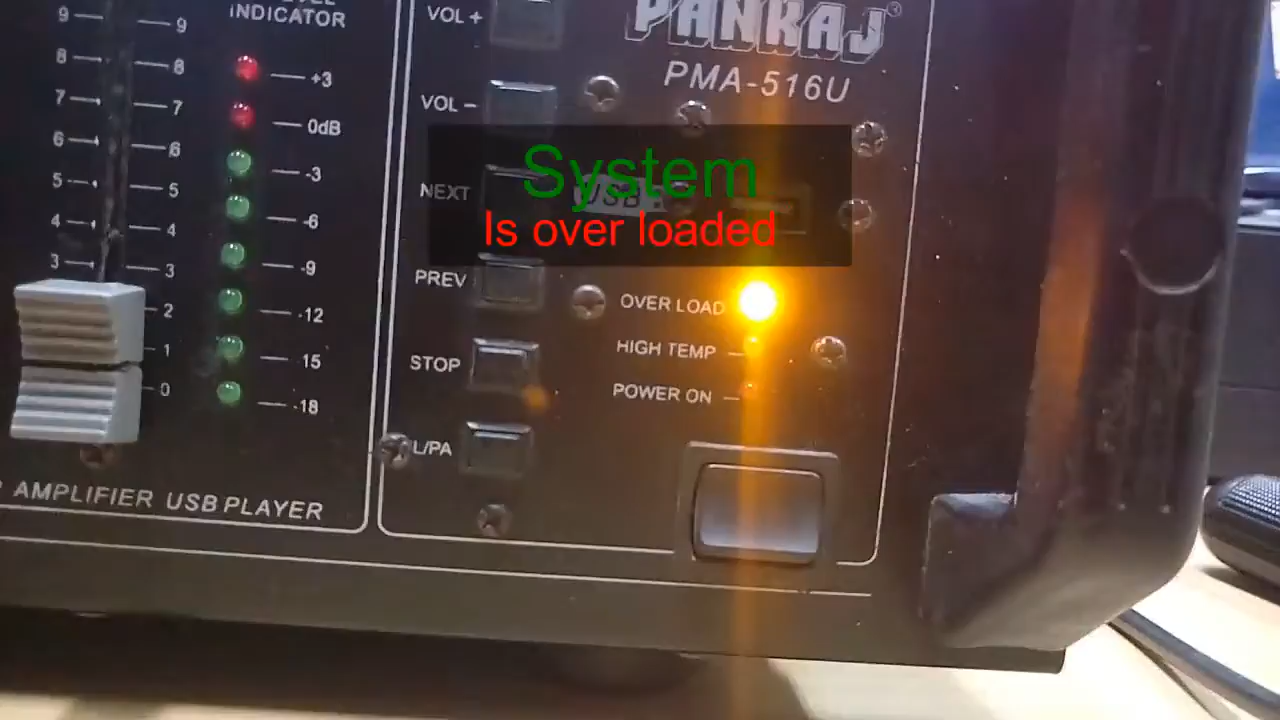 LEVEL
INDICATOR
9 9
8 8
7 7
6 6
5 5
4 4
3 3
2
1
0
+3
0dB
-3
-6
-9
-12
15
-18
AMPLIFIER USB PLAYER
VOL +
VOL -
NEXT
PREV
STOP
L/PA
PANKAJ®
PMA-516U
USB
System
Is over loaded
OVER LOAD
HIGH TEMP
POWER ON